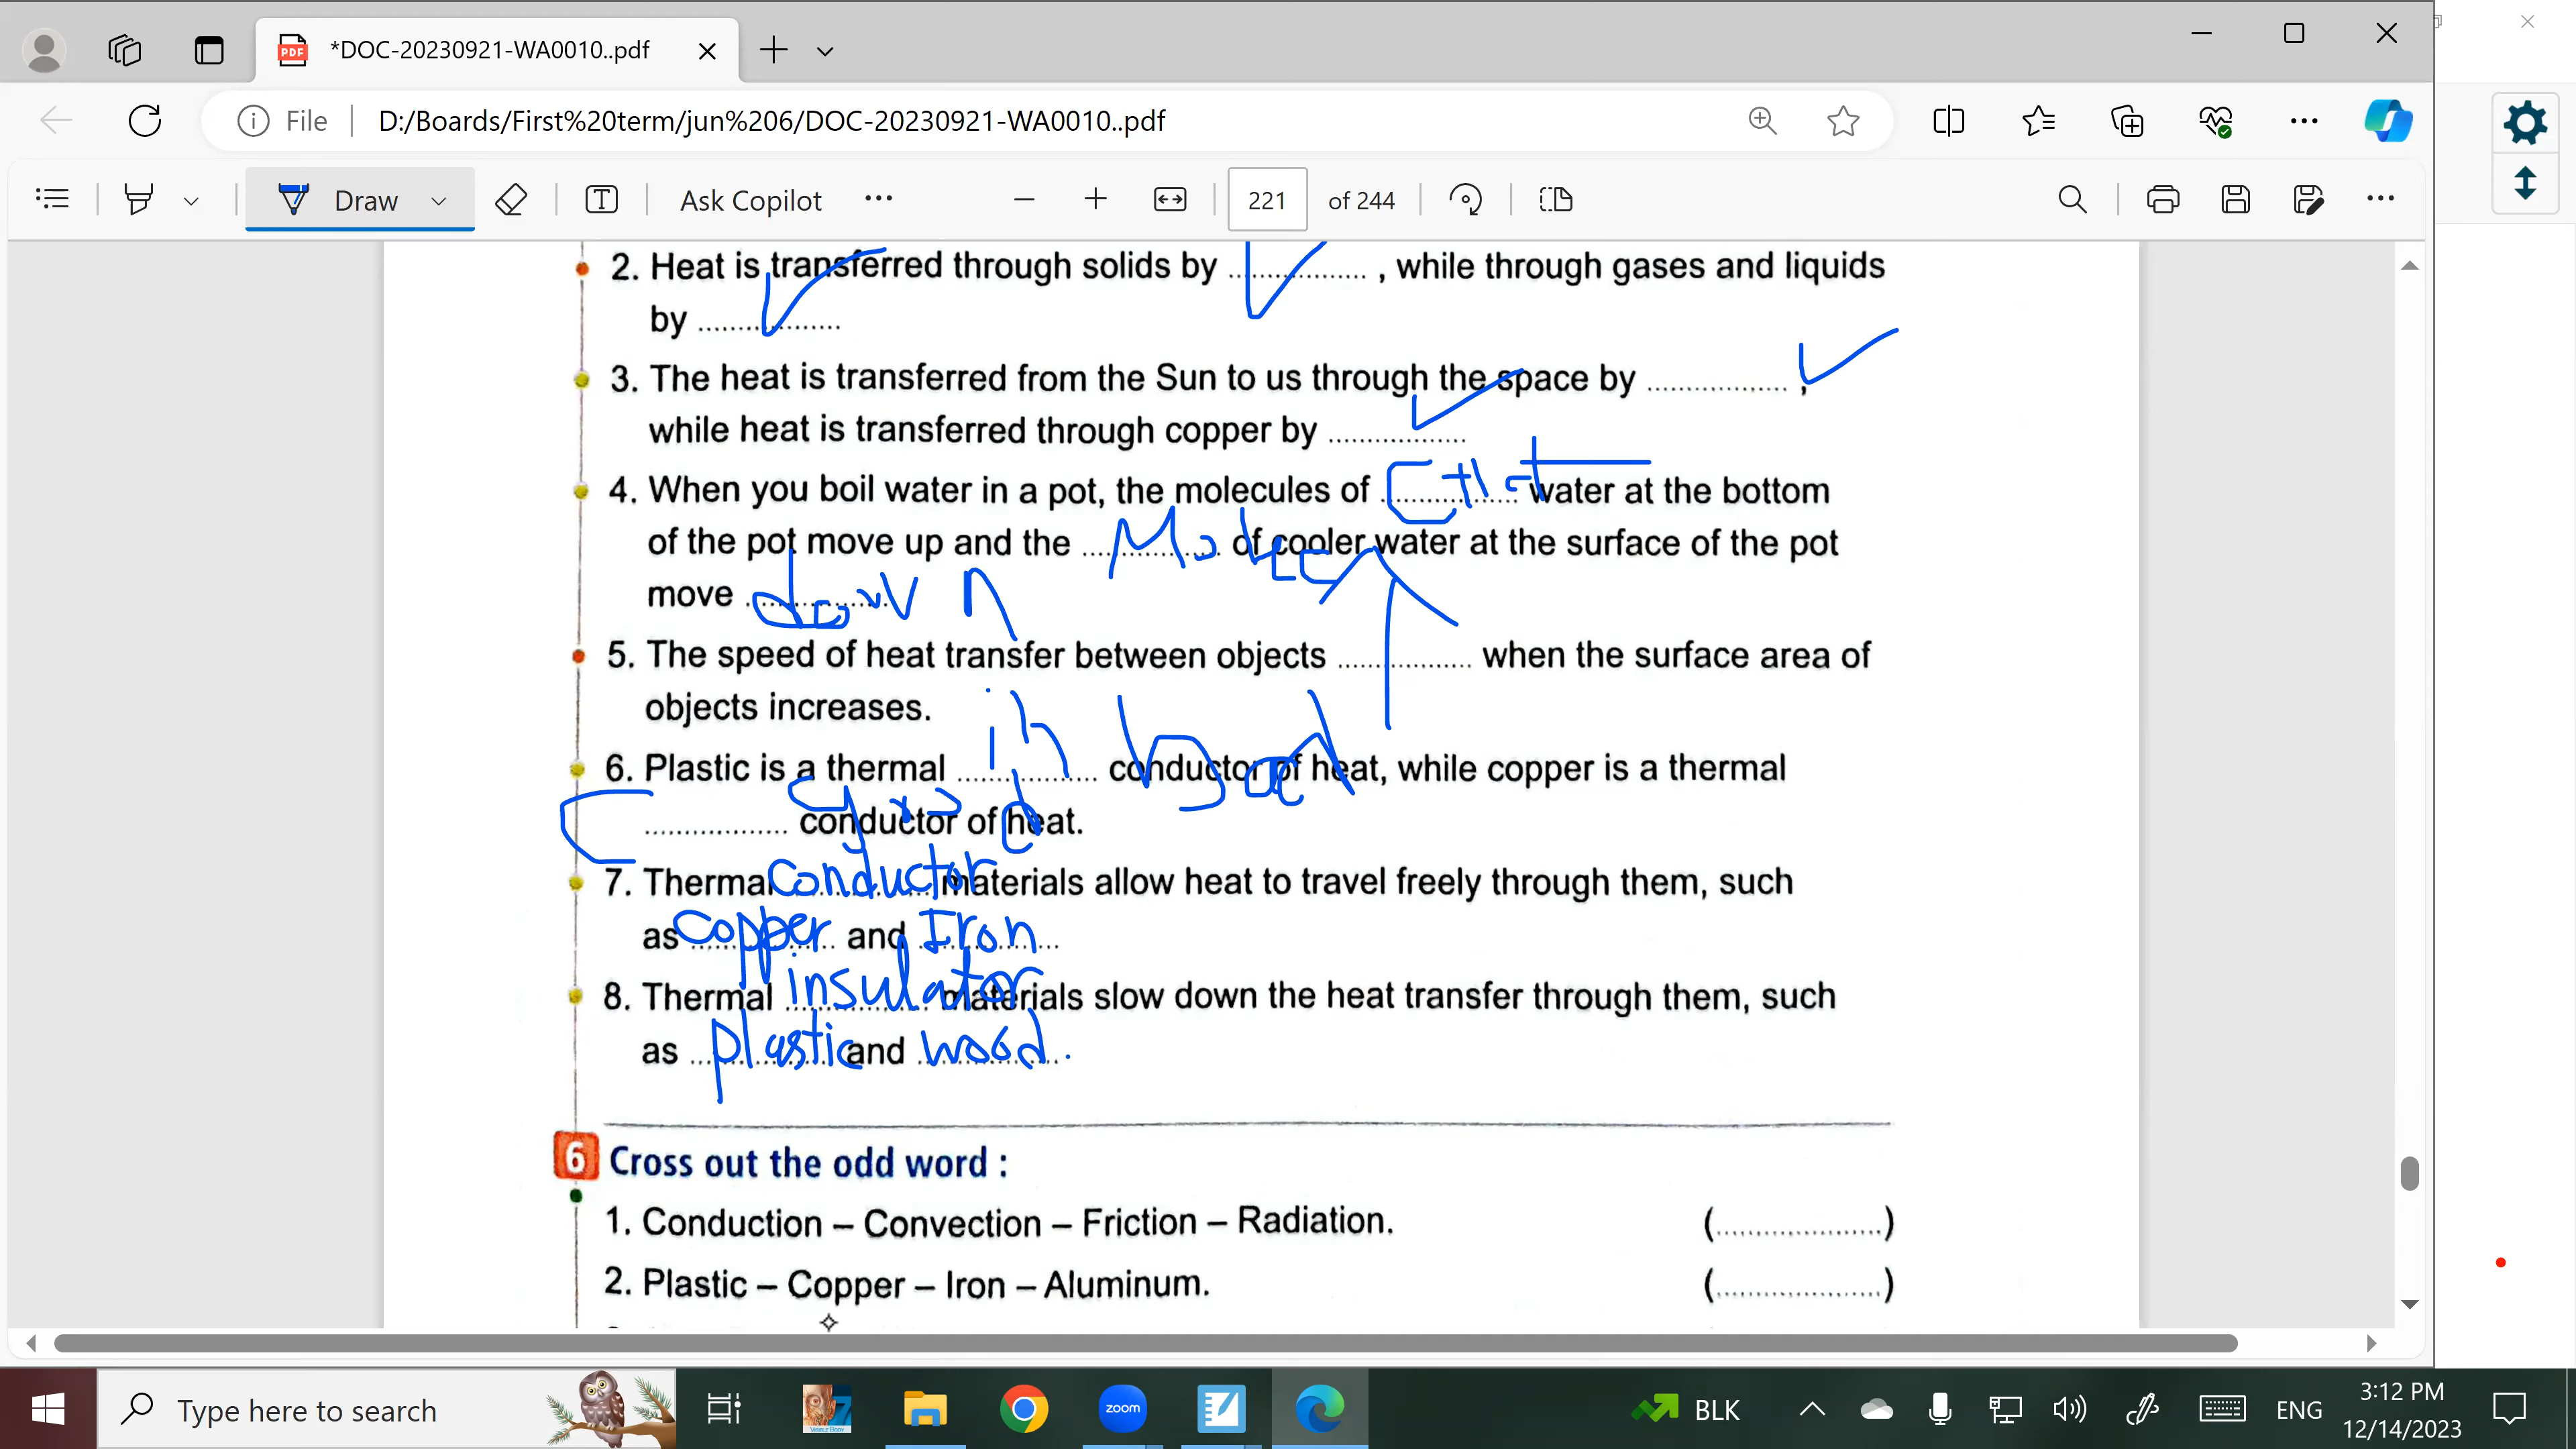 *DOC-20230921-WA0010..pdf
File D:/Boards/First%20term/jun%206/DOC-20230921-WA0010..pdf
Draw Ask Copilot 221 of 244
2. Heat is transferred through solids by ................ , while through gases and liquids
by ................
3. The heat is transferred from the Sun to us through the space by ................ ,
while heat is transferred through copper by ................
4. When you boil water in a pot, the molecules of ................ water at the bottom
of the pot move up and the ................ of cooler water at the surface of the pot
move down
5. The speed of heat transfer between objects ................ when the surface area of
objects increases.
6. Plastic is a thermal ................ conductor of heat, while copper is a thermal
bad
................ conductor of heat.
7. Thermal conductor materials allow heat to travel freely through them, such
as copper and Iron
8. Thermal insulator materials slow down the heat transfer through them, such
as plastic and wood.
6 Cross out the odd word :
1. Conduction – Convection – Friction – Radiation. (................)
2. Plastic – Copper – Iron – Aluminum. (................)
Type here to search
zoom
BLK
ENG
3:12 PM
12/14/2023